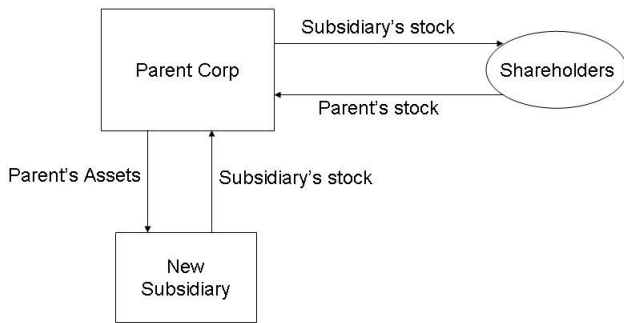 Subsidiary's stock
Parent Corp
Shareholders
Parent's stock
Parent's Assets
Subsidiary's stock
New
Subsidiary